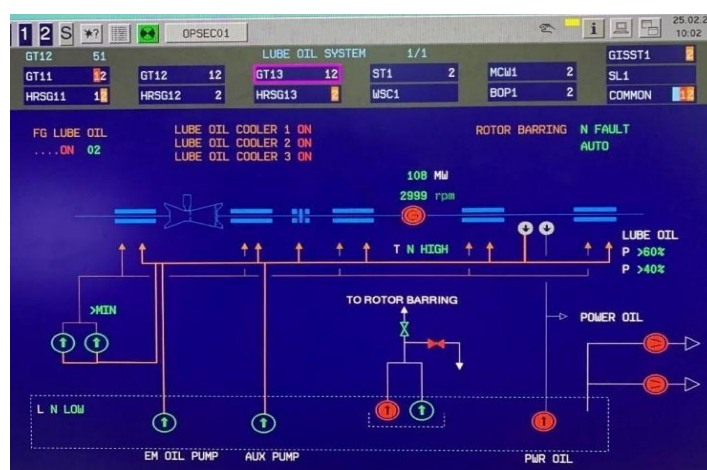 1 2 S *? OPSEC01 i 25.02.2
10:02
GT12 51 LUBE OIL SYSTEM 1/1 GISST1 2
GT11 12 GT12 12 GT13 12 ST1 2 MCW1 2 SL1
HRSG11 12 HRSG12 2 HRSG13 2 WSC1 BOP1 2 COMMON 12
FG LUBE OIL LUBE OIL COOLER 1 ON ROTOR BARRING N FAULT
....ON 02 LUBE OIL COOLER 2 ON AUTO
LUBE OIL COOLER 3 ON
108 MW
2999 rpm
G
LUBE OIL
T N HIGH P >60%
P >40%
>MIN TO ROTOR BARRING
POWER OIL
L N LOW
EM OIL PUMP AUX PUMP PWR OIL